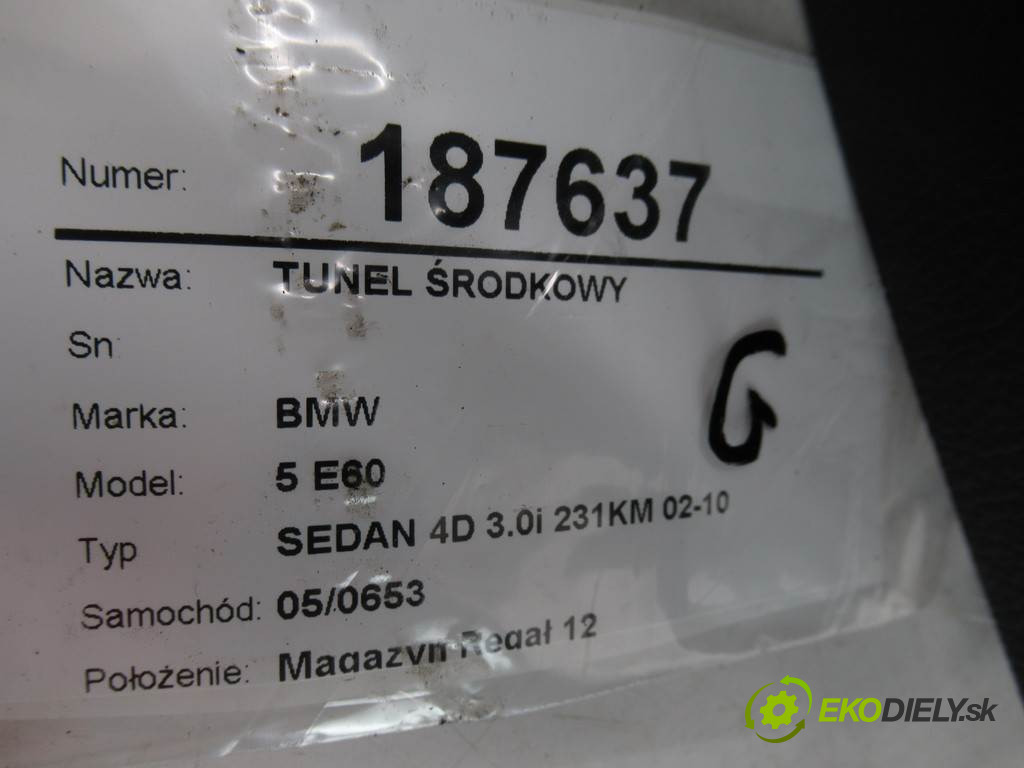 Numer: 187637
Nazwa: TUNEL ŚRODKOWY
Sn
Marka: BMW
Model: 5 E60
Typ SEDAN 4D 3.0i 231KM 02-10
Samochód: 05/0653
Położenie: Magazyn Regał 12
G
EKODIELY.sk